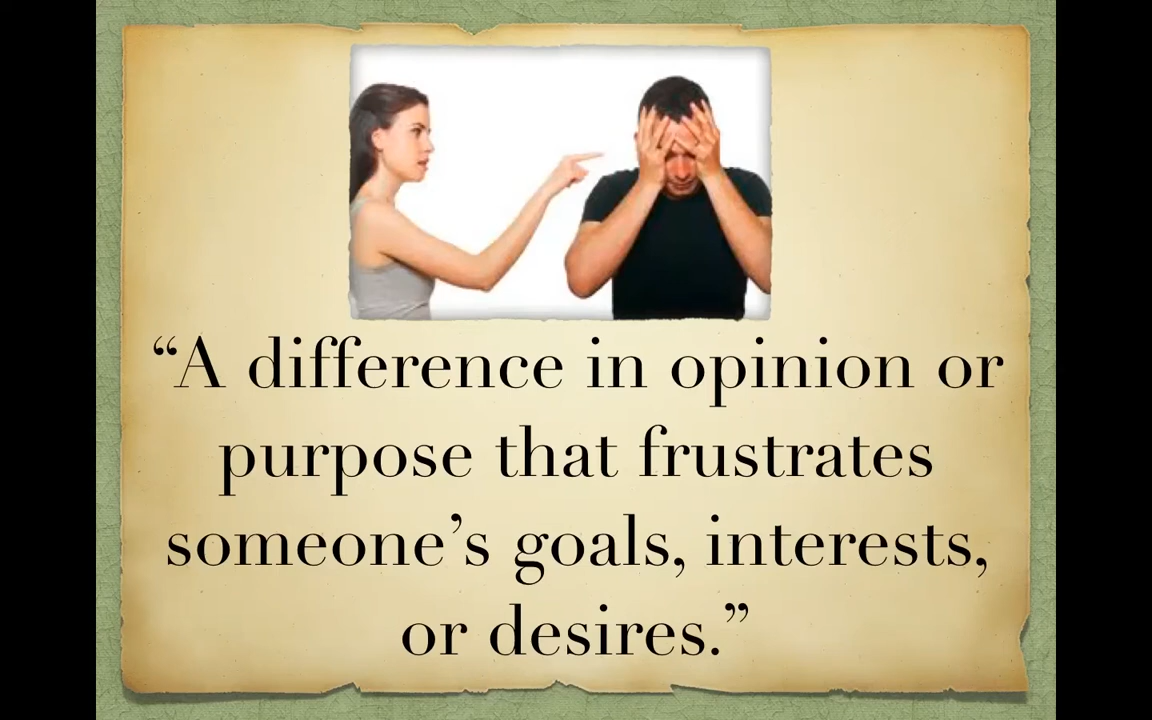 “A difference in opinion or
purpose that frustrates
someone’s goals, interests,
or desires.”